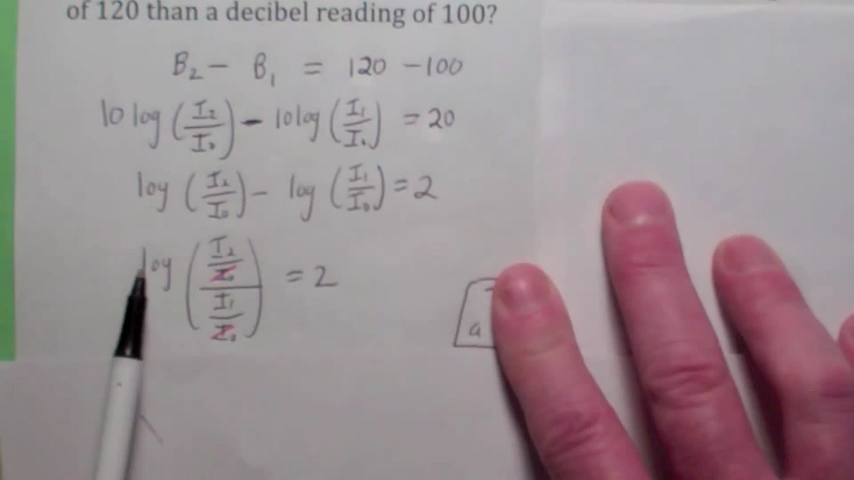 of 120 than a decibel reading of 100?
B₂ - B₁ = 120 - 100
10 log (I₂/I₀) - 10 log (I₁/I₀) = 20
log (I₂/I₀) - log (I₁/I₀) = 2
log ((I₂/I₀)/(I₁/I₀)) = 2
a